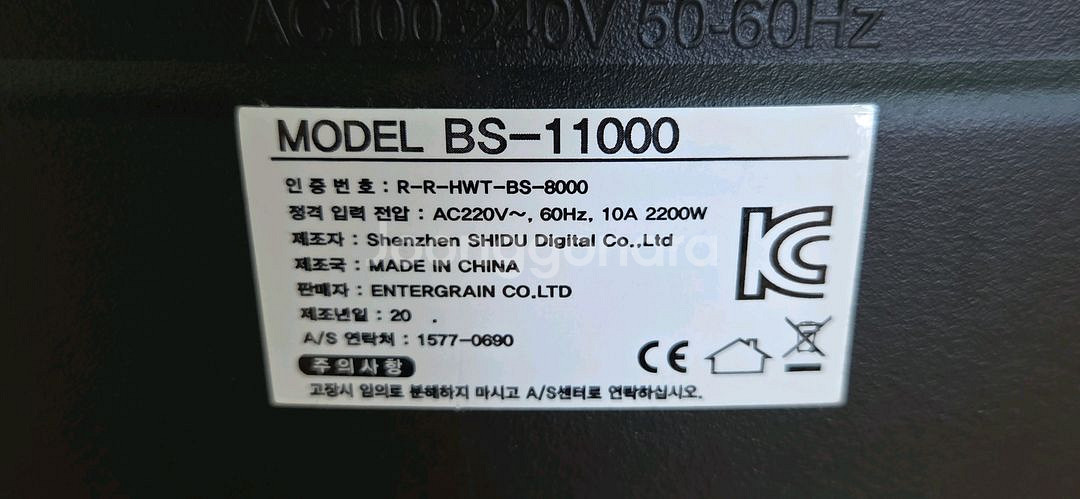 AC100-240V 50-60Hz
MODEL BS-11000
인 증 번 호 : R-R-HWT-BS-8000
정격 입력 전압 : AC220V~, 60Hz, 10A 2200W
제조자 : Shenzhen SHIDU Digital Co.,Ltd
제조국 : MADE IN CHINA
판매자 : ENTERGRAIN CO.LTD
제조년일 : 20 .
A/S 연락처 : 1577-0690
주의사항
고장시 임의로 분해하지 마시고 A/S센터로 연락하십시오.
KC
CE
Joonggonara